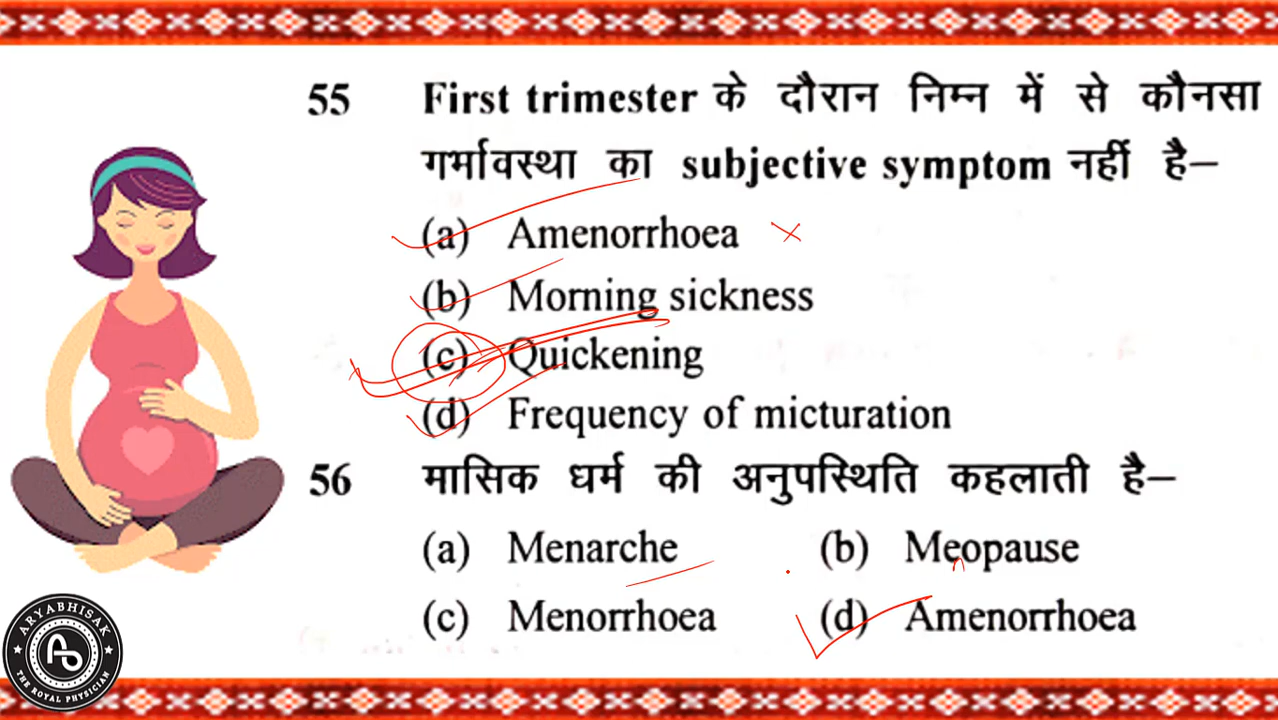 55 First trimester के दौरान निम्न में से कौनसा
गर्भावस्था का subjective symptom नहीं है–
(a) Amenorrhoea
(b) Morning sickness
(c) Quickening
(d) Frequency of micturation
56 मासिक धर्म की अनुपस्थिति कहलाती है–
(a) Menarche (b) Meopause
n
(c) Menorrhoea (d) Amenorrhoea
ARYABHISAK
THE ROYAL PHYSICIAN